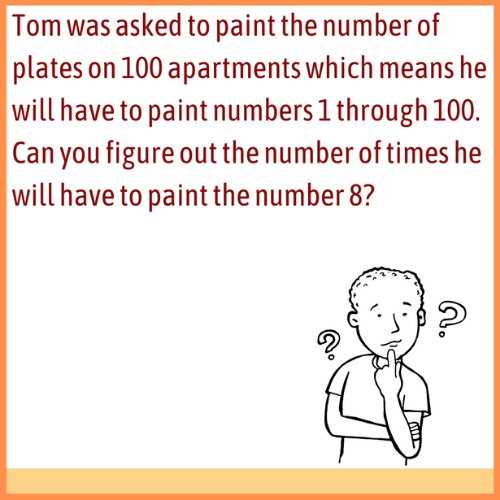 Tom was asked to paint the number of
plates on 100 apartments which means he
will have to paint numbers 1 through 100.
Can you figure out the number of times he
will have to paint the number 8?
? ?